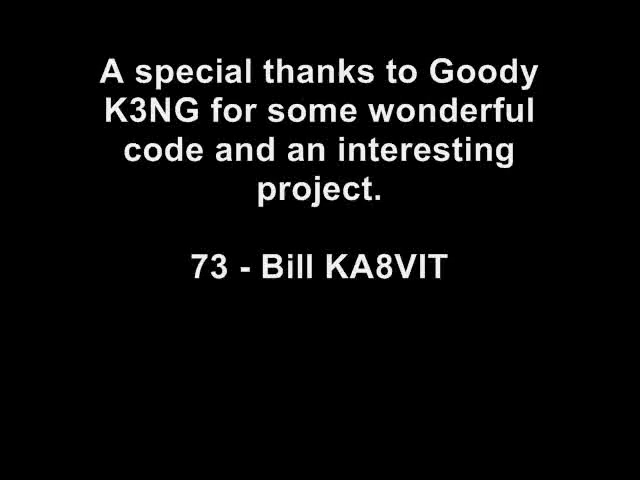 A special thanks to Goody
K3NG for some wonderful
code and an interesting
project.
73 - Bill KA8VIT